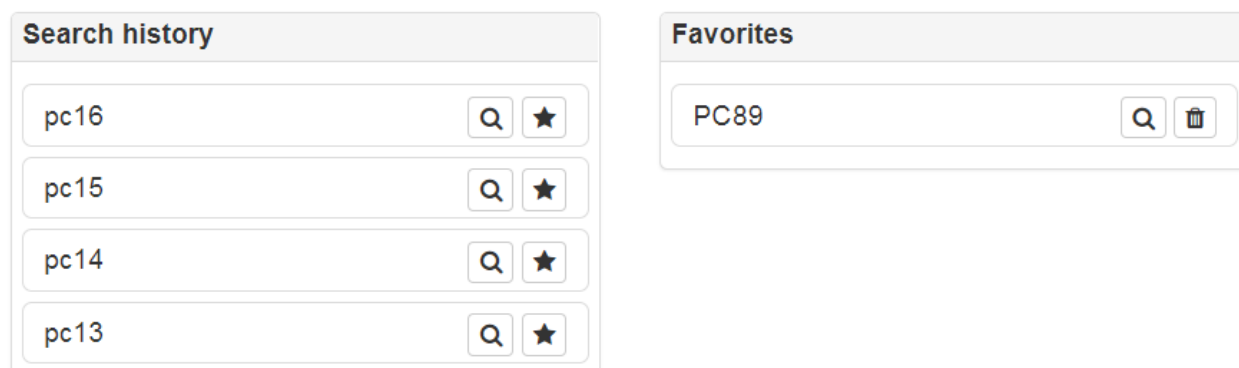 Search history
pc16
pc15
pc14
pc13
Favorites
PC89